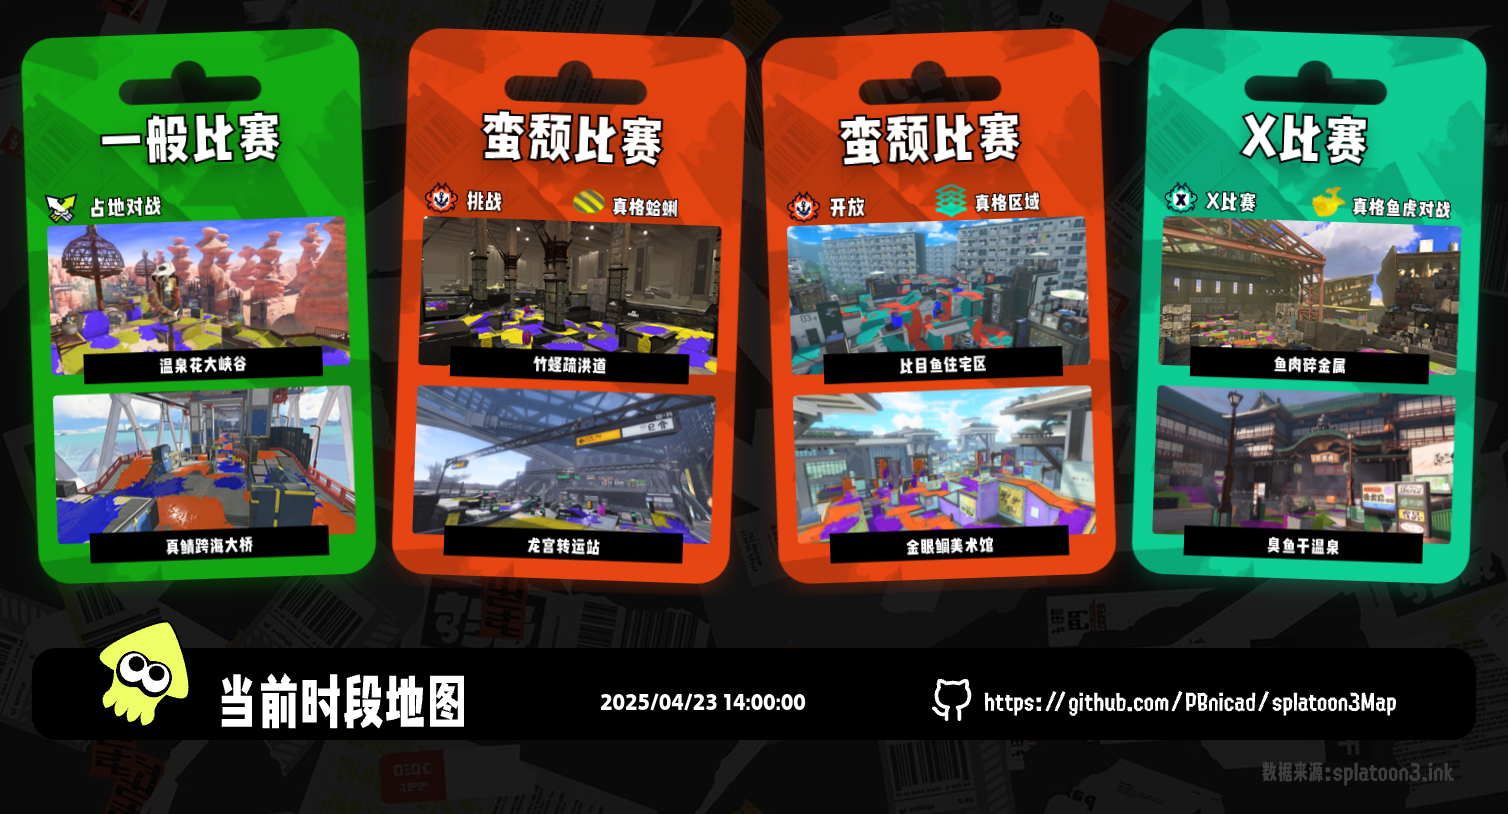 一般比赛
占地对战
温泉花大峡谷
真鲭跨海大桥
蛮颓比赛
挑战
真格蛤蜊
竹蛏疏洪道
龙宫转运站
蛮颓比赛
开放
真格区域
比目鱼住宅区
金眼鲷美术馆
X比赛
X比赛
真格鱼虎对战
鱼肉碎金属
臭鱼干温泉
当前时段地图
2025/04/23 14:00:00
https://github.com/PBnicad/splatoon3Map
数据来源:splatoon3.ink